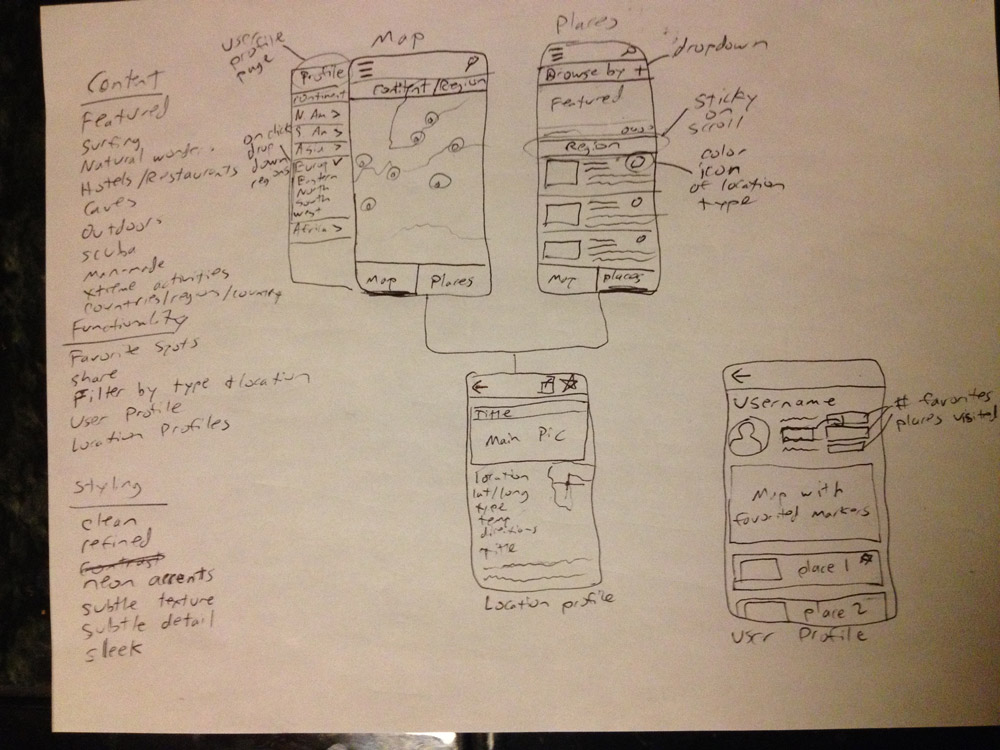 Content
Featured
Surfing
Natural wonders
Hotels/Restaurants
Caves
Outdoors
scuba
man-made
xtreme activities
Countries/region/country
Functionality
Favorite Spots
share
Filter by type + location
User Profile
Location Profiles
Styling
clean
refined
contrast
neon accents
subtle texture
subtle detail
sleek
user
profile
page
Map
Profile
continent
N. Am >
S. Am >
Asia >
Europ ✓
Eastern
North
South
West
Africa >
on click
drop
down
regions
Content/Region
Map
Places
Places
dropdown
Browse by +
Featured
Sticky
on
scroll
Region
color
icon
of location
type
Map
places
Title
Main Pic
location
lat/long
type
temp
directions
title
Location profile
Username
# favorites
places visited
Map with
favorited markers
place 1
place 2
User Profile